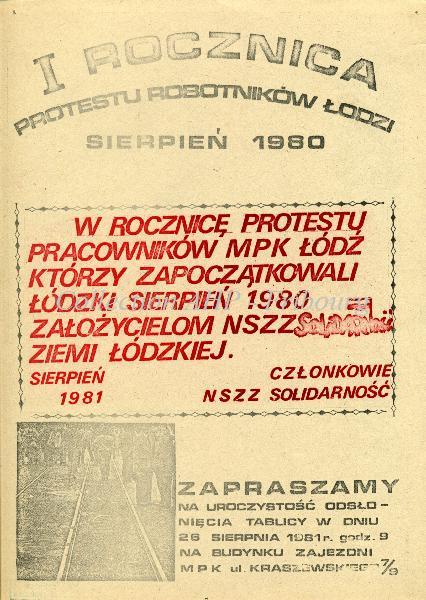 I ROCZNICA
PROTESTU ROBOTNIKÓW ŁODZI
SIERPIEŃ 1980
W ROCZNICĘ PROTESTU
PRACOWNIKÓW MPK ŁÓDŹ
KTÓRZY ZAPOCZĄTKOWALI
ŁÓDZKI SIERPIEŃ 1980
ZAŁOŻYCIELOM NSZZ Solidarność
ZIEMI ŁÓDZKIEJ.
SIERPIEŃ CZŁONKOWIE
1981 NSZZ SOLIDARNOŚĆ
ZAPRASZAMY
NA UROCZYSTOŚĆ ODSŁO-
NIĘCIA TABLICY W DNIU
26 SIERPNIA 1981 r. godz. 9
NA BUDYNKU ZAJEZDNI
MPK ul. KRASZEWSKIEGO 7/9